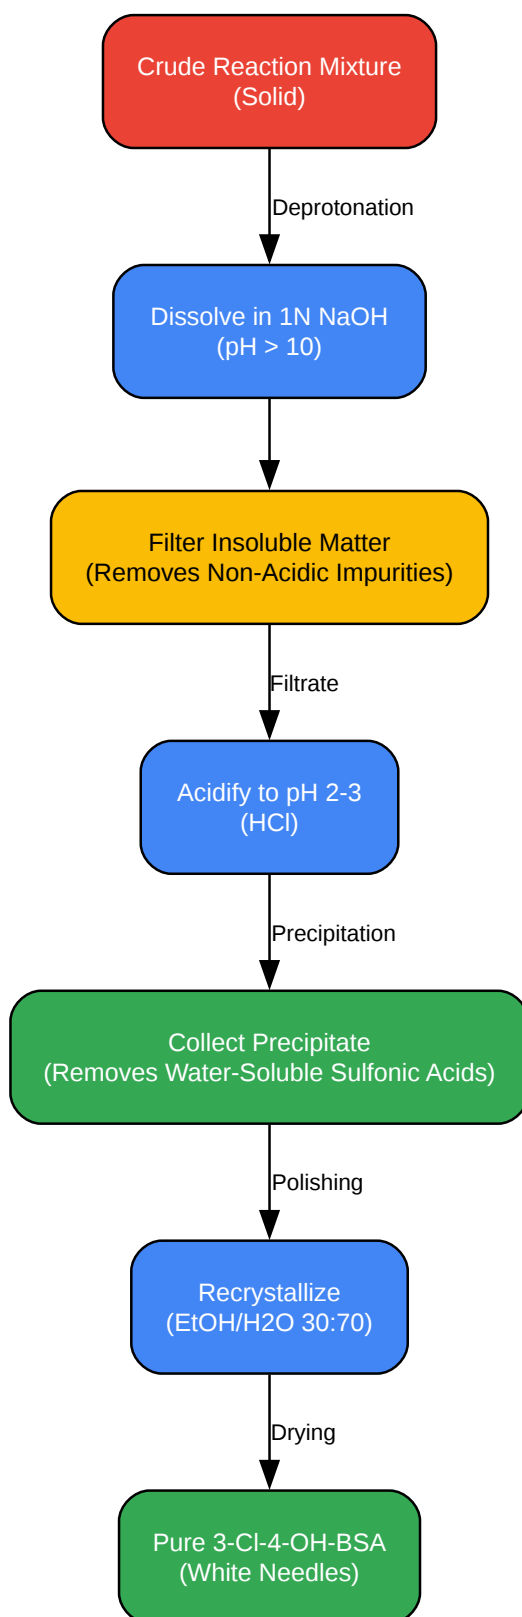 Crude Reaction Mixture
(Solid)
Deprotonation
Dissolve in 1N NaOH
(pH > 10)
Filter Insoluble Matter
(Removes Non-Acidic Impurities)
Filtrate
Acidify to pH 2-3
(HCl)
Precipitation
Collect Precipitate
(Removes Water-Soluble Sulfonic Acids)
Polishing
Recrystallize
(EtOH/H2O 30:70)
Drying
Pure 3-Cl-4-OH-BSA
(White Needles)